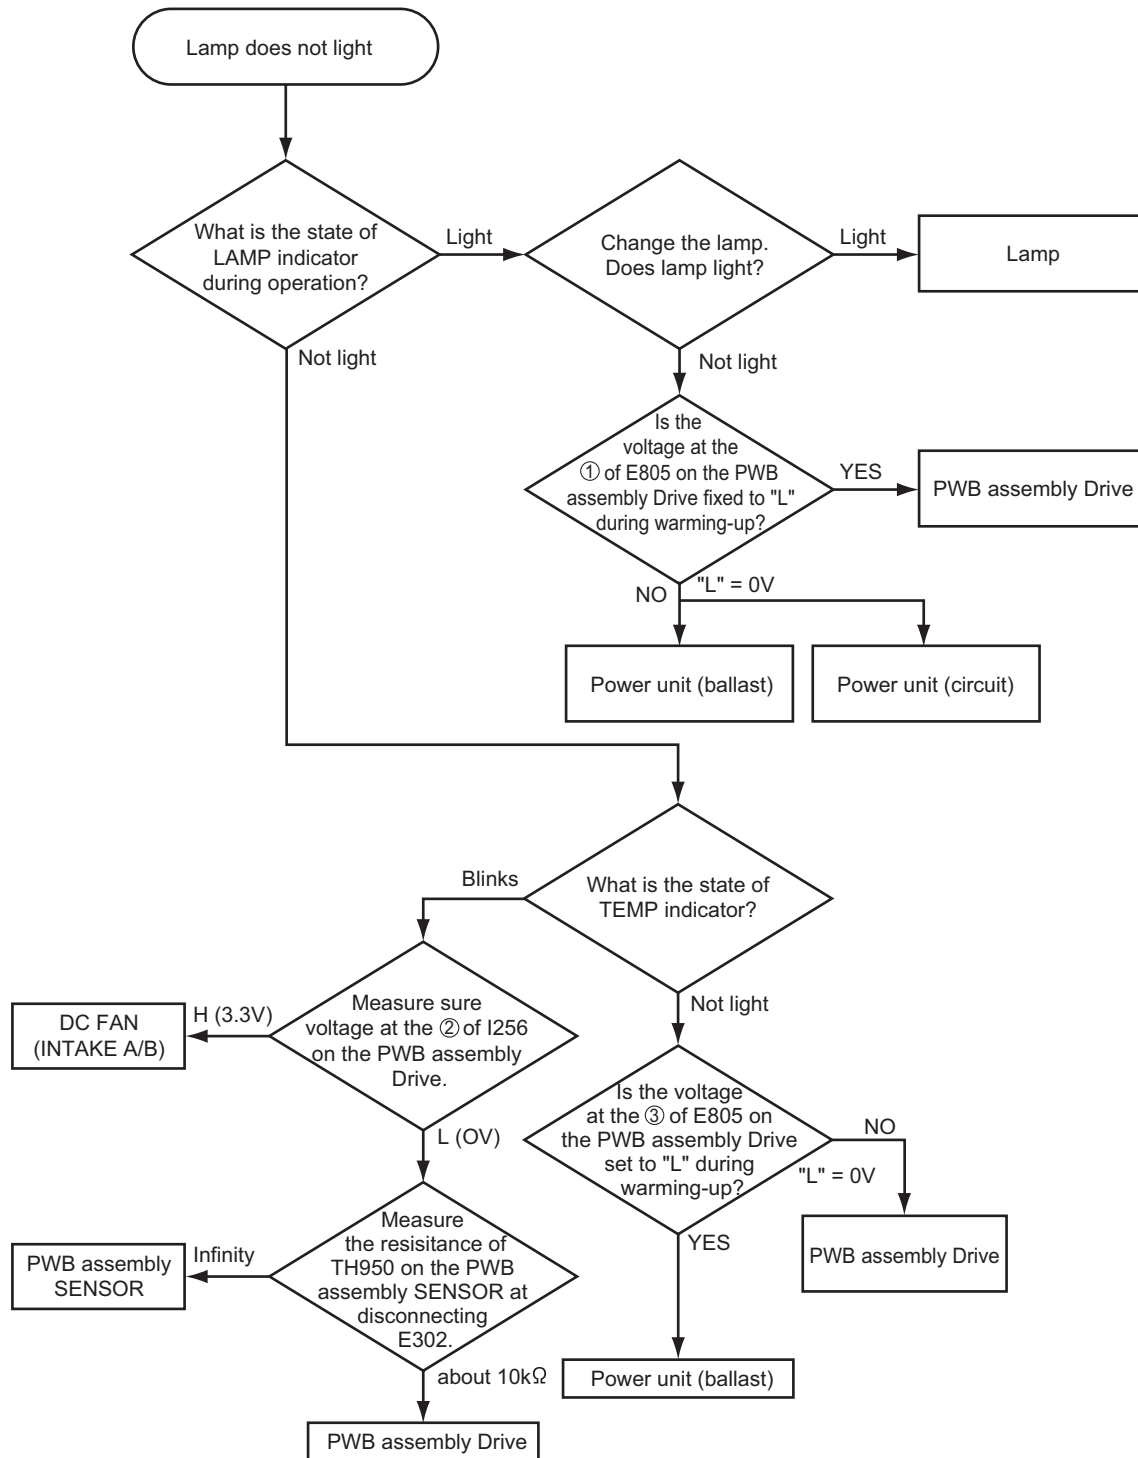 Lamp does not light
What is the state of
LAMP indicator
during operation?
Light
Change the lamp.
Does lamp light?
Light
Lamp
Not light
Not light
Is the
voltage at the
① of E805 on the PWB
assembly Drive fixed to "L"
during warming-up?
YES
PWB assembly Drive
NO
"L" = 0V
Power unit (ballast)
Power unit (circuit)
What is the state of
TEMP indicator?
Blinks
Not light
Measure sure
voltage at the ② of I256
on the PWB assembly
Drive.
H (3.3V)
DC FAN
(INTAKE A/B)
L (OV)
Is the voltage
at the ③ of E805 on
the PWB assembly Drive
set to "L" during
warming-up?
NO
"L" = 0V
PWB assembly Drive
YES
Power unit (ballast)
Measure
the resisitance of
TH950 on the PWB
assembly SENSOR at
disconnecting
E302.
Infinity
PWB assembly
SENSOR
about 10kΩ
PWB assembly Drive